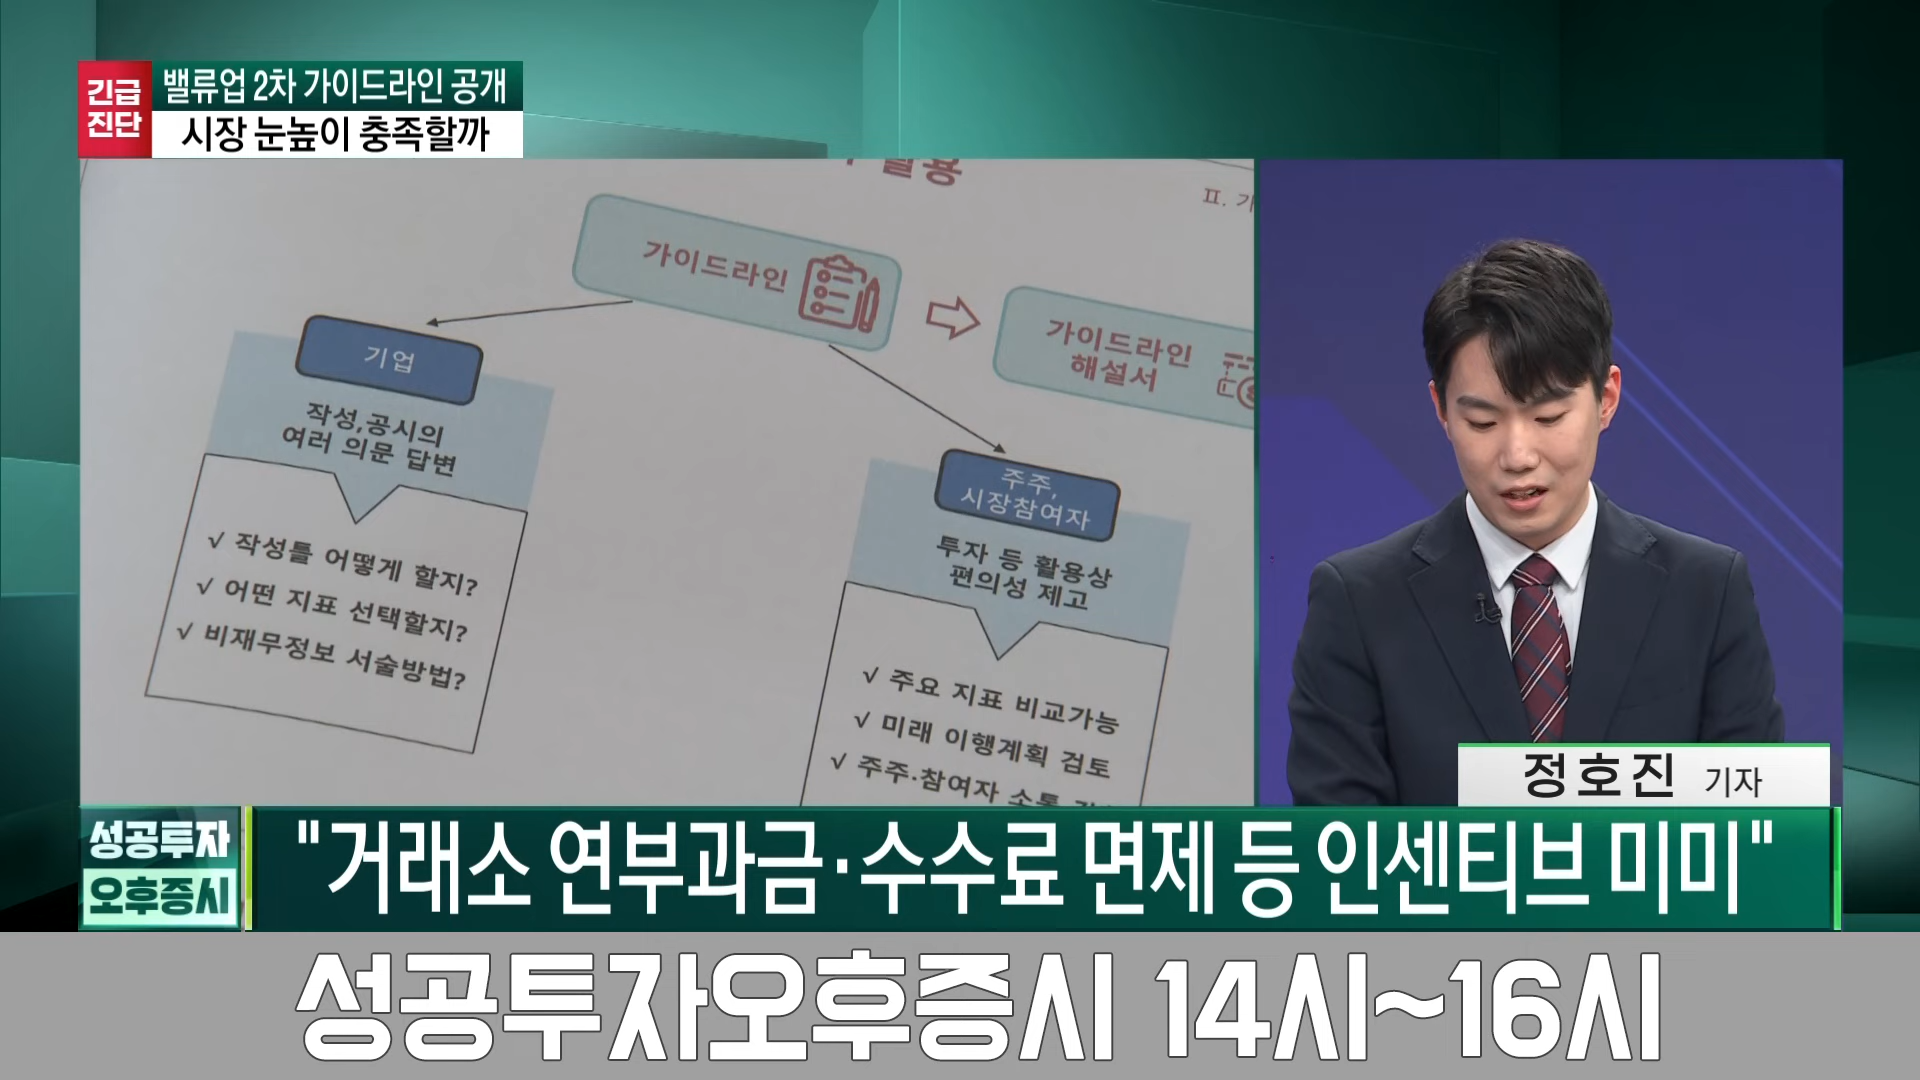 긴급
진단
밸류업 2차 가이드라인 공개
시장 눈높이 충족할까
활용
Ⅱ. 가
가이드라인
가이드라인
해설서
기업
작성,공시의
여러 의문 답변
√ 작성틀 어떻게 할지?
√ 어떤 지표 선택할지?
√ 비재무정보 서술방법?
주주,
시장참여자
투자 등 활용상
편의성 제고
√ 주요 지표 비교가능
√ 미래 이행계획 검토
√ 주주·참여자 소통
정호진 기자
성공투자
오후증시
"거래소 연부과금·수수료 면제 등 인센티브 미미"
성공투자오후증시 14시~16시